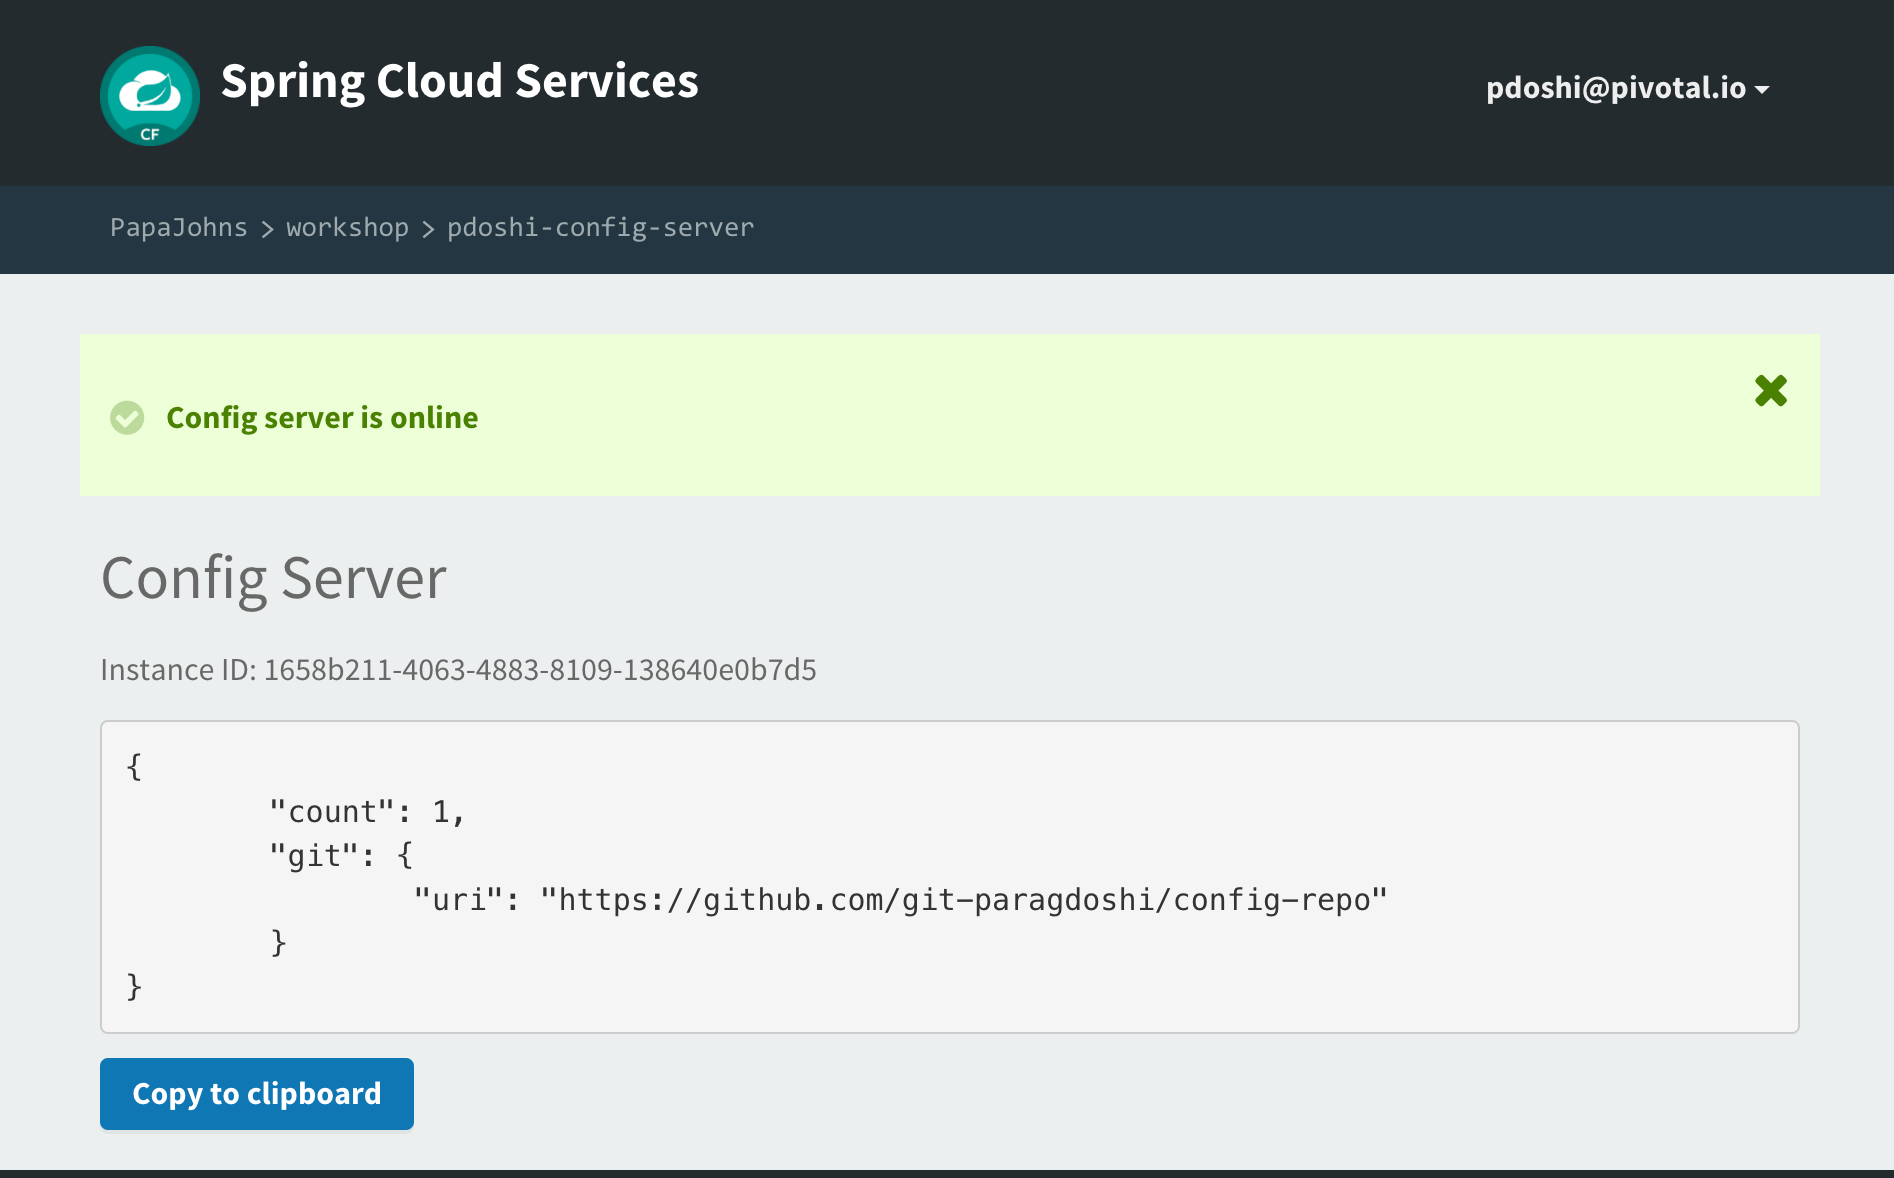 CF
Spring Cloud Services
pdoshi@pivotal.io
PapaJohns > workshop > pdoshi-config-server
Config server is online
Config Server
Instance ID: 1658b211-4063-4883-8109-138640e0b7d5
{
"count": 1,
"git": {
"uri": "https://github.com/git-paragdoshi/config-repo"
}
}
Copy to clipboard